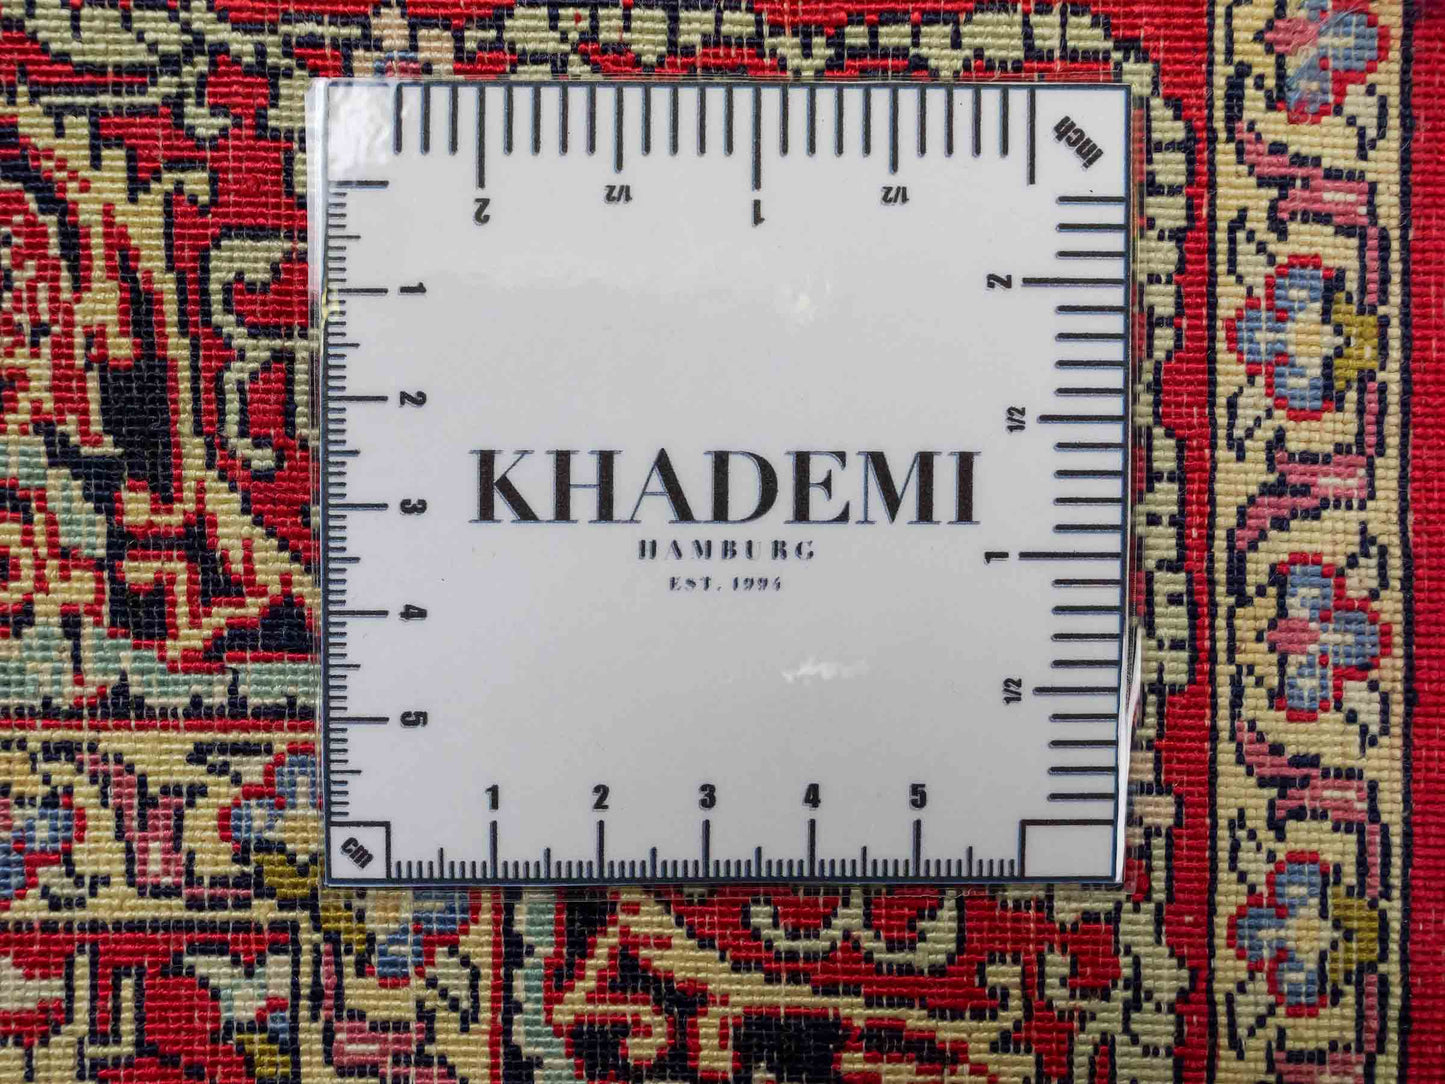 inch
2 1/2 1 1/2
1
2
3
4
5
2
1/2
1
1/2
KHADEMI
HAMBURG
EST. 1994
cm
1 2 3 4 5